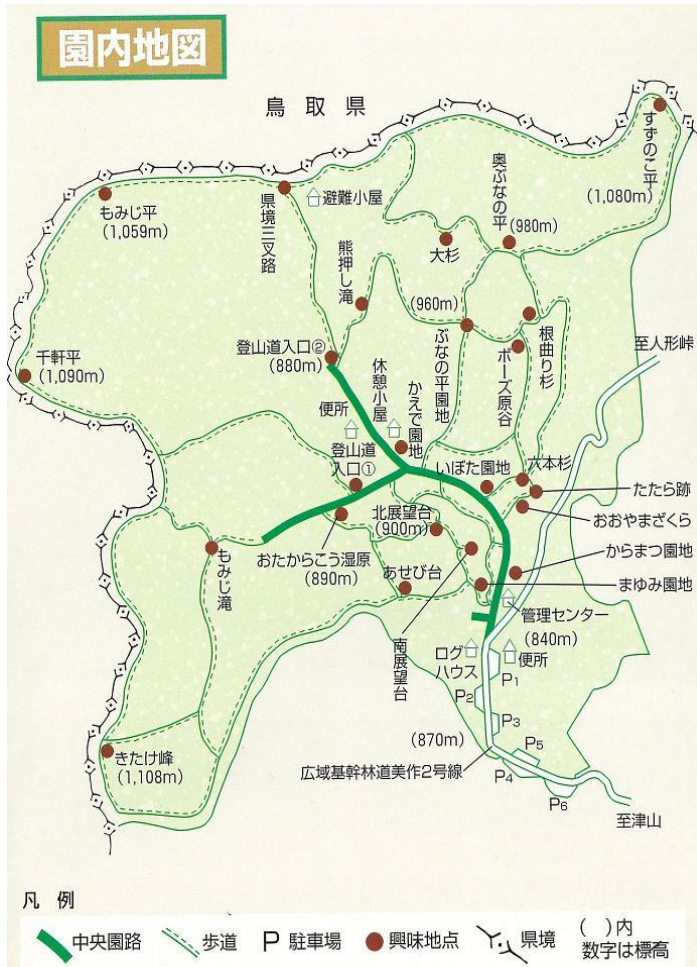 園内地図
鳥取県
すずのこ平
(1,080m)
もみじ平
(1,059m)
県境三叉路
避難小屋
奥ぶなの平
(980m)
大杉
熊押し滝
(960m)
千軒平
(1,090m)
登山道入口②
(880m)
休憩小屋
かえで園地
ぶなの平園地
ボーズ原谷
根曲り杉
至人形峠
便所
登山道
入口①
いぼた園地
六本杉
たたら跡
おおやまざくら
北展望台
(900m)
おたからこう湿原
(890m)
からまつ園地
もみじ滝
あせび台
まゆみ園地
南展望台
管理センター
(840m)
ログ
ハウス
便所
P1
P2
P3
(870m)
P5
P4
P6
広域基幹林道美作2号線
至津山
きたけ峰
(1,108m)
凡例
中央園路
歩道
P 駐車場
興味地点
県境
( )内
数字は標高